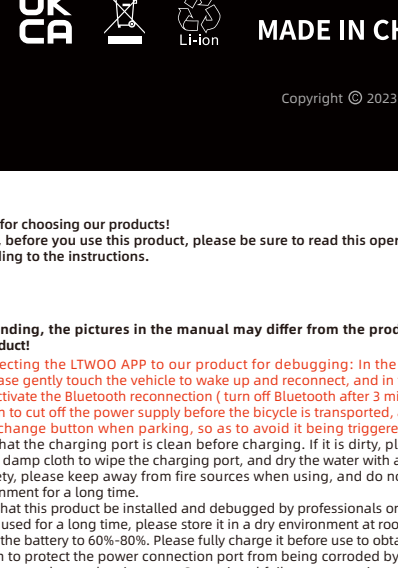 UK
CA
Li-ion
MADE IN CH
Copyright © 2023
for choosing our products!
, before you use this product, please be sure to read this oper
ding to the instructions.
nding, the pictures in the manual may differ from the prod
duct!
ecting the LTWOO APP to our product for debugging: In the
ase gently touch the vehicle to wake up and reconnect, and in
ctivate the Bluetooth reconnection ( turn off Bluetooth after 3 mi
n to cut off the power supply before the bicycle is transported,
change button when parking, so as to avoid it being triggere
hat the charging port is clean before charging. If it is dirty, pl
damp cloth to wipe the charging port, and dry the water with a
ety, please keep away from fire sources when using, and do no
nment for a long time.
hat this product be installed and debugged by professionals or
used for a long time, please store it in a dry environment at roo
the battery to 60%-80%. Please fully charge it before use to obta
n to protect the power connection port from being corroded by